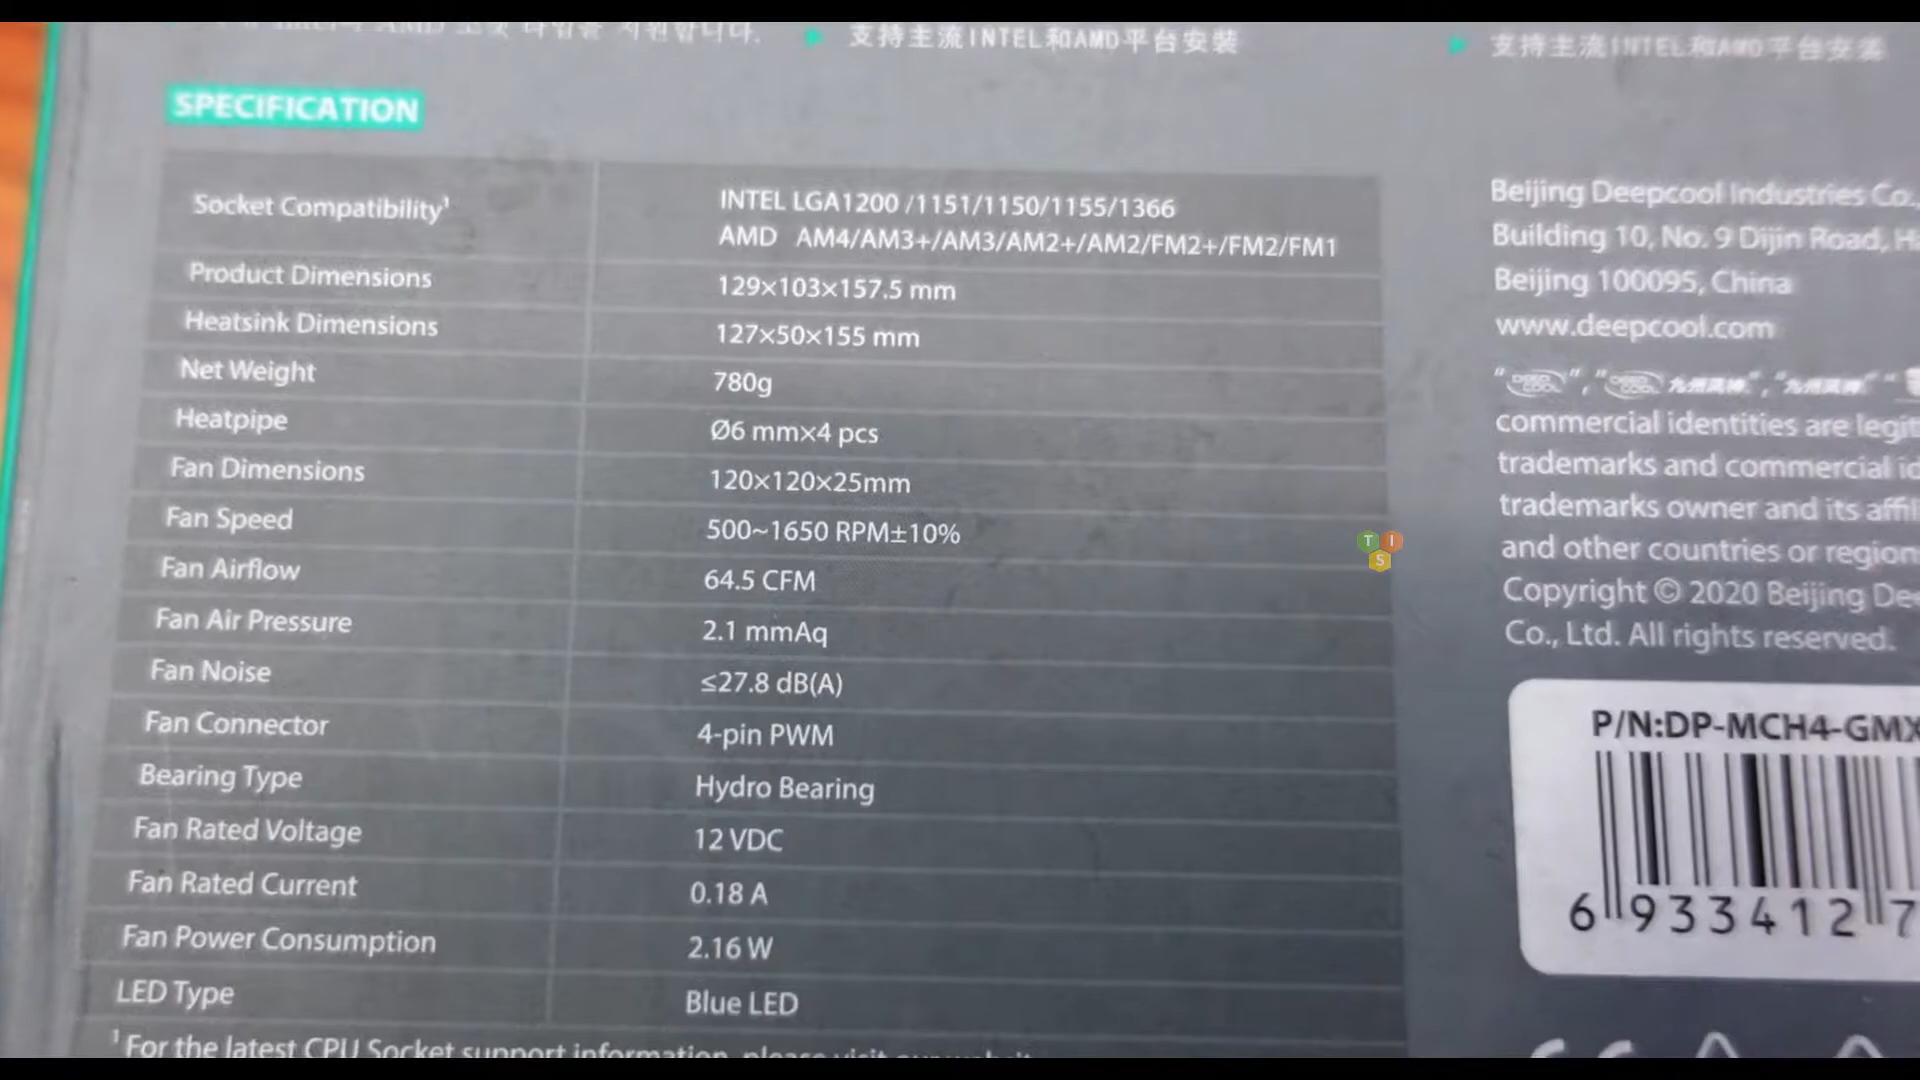 지원합니다.
支持主流INTEL和AMD平台安裝
支持主流INTEL和AMD平台安装
SPECIFICATION
Socket Compatibility¹ INTEL LGA1200 /1151/1150/1155/1366
AMD AM4/AM3+/AM3/AM2+/AM2/FM2+/FM2/FM1
Product Dimensions 129×103×157.5 mm
Heatsink Dimensions 127×50×155 mm
Net Weight 780g
Heatpipe Ø6 mm×4 pcs
Fan Dimensions 120×120×25mm
Fan Speed 500~1650 RPM±10%
Fan Airflow 64.5 CFM
Fan Air Pressure 2.1 mmAq
Fan Noise ≤27.8 dB(A)
Fan Connector 4-pin PWM
Bearing Type Hydro Bearing
Fan Rated Voltage 12 VDC
Fan Rated Current 0.18 A
Fan Power Consumption 2.16 W
LED Type Blue LED
¹For the latest CPU Socket support information, please visit our
Beijing Deepcool Industries Co.,
Building 10, No. 9 Dijin Road,
Beijing 100095, China
www.deepcool.com
commercial identities are
trademarks and commercial
trademarks owner and its
and other countries or
Copyright © 2020 Beijing
Co., Ltd. All rights reserved.
P/N:DP-MCH4-GMX
6 933412 7
T I S